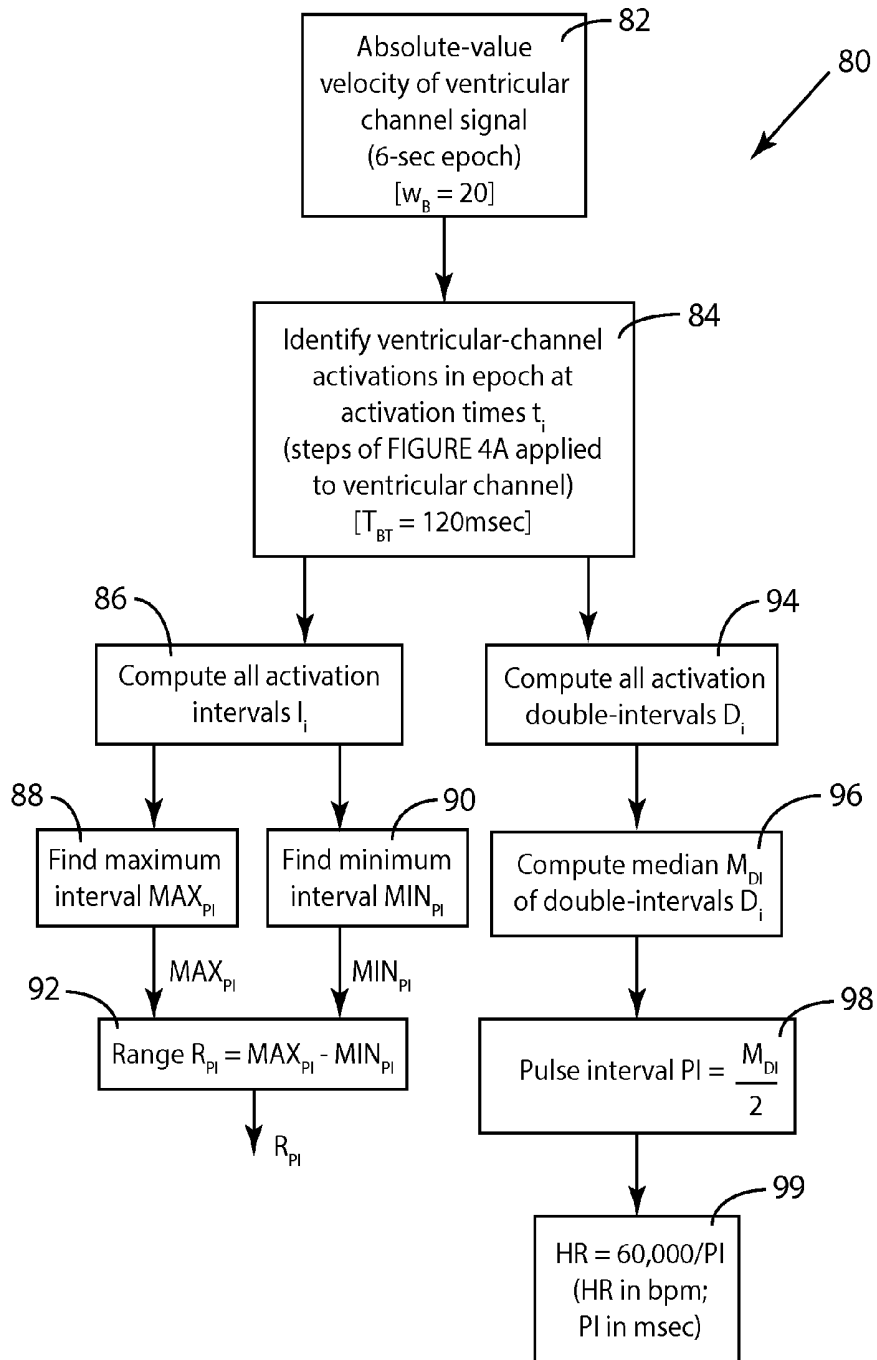 82
Absolute-value
velocity of ventricular
channel signal
(6-sec epoch)
[w_B = 20]
80
84
Identify ventricular-channel
activations in epoch at
activation times t_i
(steps of FIGURE 4A applied
to ventricular channel)
[T_BT = 120msec]
86
Compute all activation
intervals I_i
94
Compute all activation
double-intervals D_i
88
Find maximum
interval MAX_PI
90
Find minimum
interval MIN_PI
96
Compute median M_DI
of double-intervals D_i
MAX_PI
MIN_PI
92
Range R_PI = MAX_PI - MIN_PI
R_PI
98
Pulse interval PI = M_DI
2
99
HR = 60,000/PI
(HR in bpm;
PI in msec)